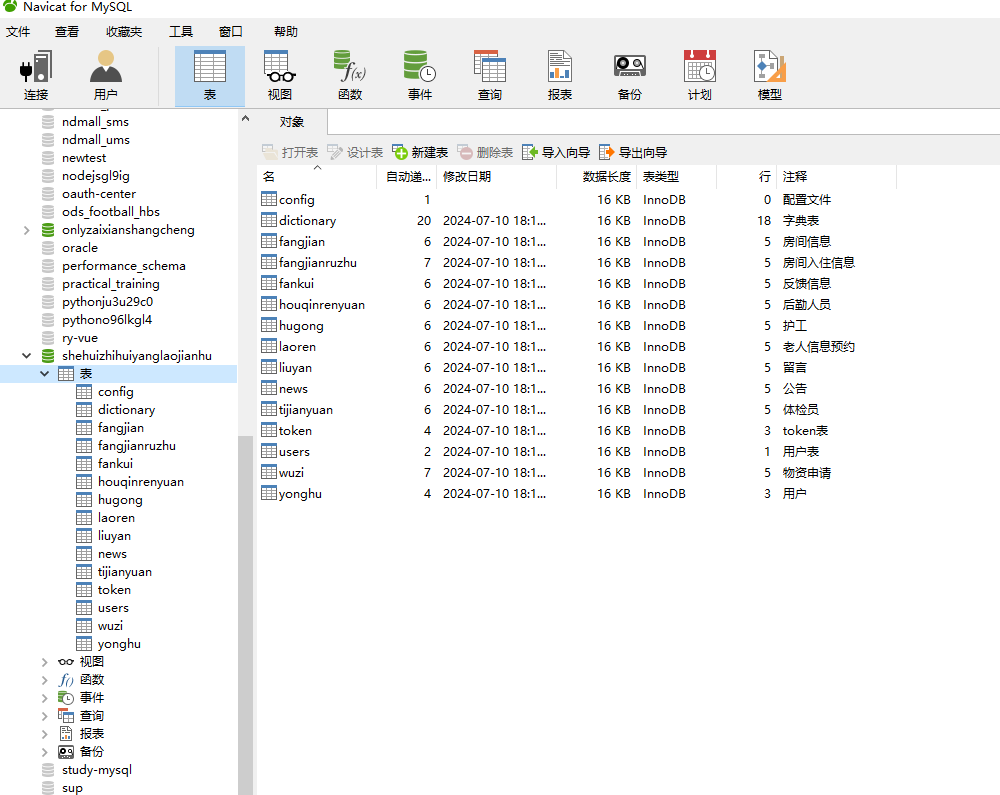 Navicat for MySQL
文件 查看 收藏夹 工具 窗口 帮助
连接 用户 表 视图 函数 事件 查询 报表 备份 计划 模型
ndmall_sms
ndmall_ums
newtest
nodejsgl9ig
oauth-center
ods_football_hbs
onlyzaixianshangcheng
oracle
performance_schema
practical_training
pythonju3u29c0
pythono96lkgl4
ry-vue
shehuizhihuiyanglaojianhu
表
config
dictionary
fangjian
fangjianruzhu
fankui
houqinrenyuan
hugong
laoren
liuyan
news
tijianyuan
token
users
wuzi
yonghu
视图
函数
事件
查询
报表
备份
study-mysql
sup
对象
打开表 设计表 新建表 删除表 导入向导 导出向导
名 自动递... 修改日期 数据长度 表类型 行 注释
config 1 16 KB InnoDB 0 配置文件
dictionary 20 2024-07-10 18:1... 16 KB InnoDB 18 字典表
fangjian 6 2024-07-10 18:1... 16 KB InnoDB 5 房间信息
fangjianruzhu 7 2024-07-10 18:1... 16 KB InnoDB 5 房间入住信息
fankui 6 2024-07-10 18:1... 16 KB InnoDB 5 反馈信息
houqinrenyuan 6 2024-07-10 18:1... 16 KB InnoDB 5 后勤人员
hugong 6 2024-07-10 18:1... 16 KB InnoDB 5 护工
laoren 6 2024-07-10 18:1... 16 KB InnoDB 5 老人信息预约
liuyan 6 2024-07-10 18:1... 16 KB InnoDB 5 留言
news 6 2024-07-10 18:1... 16 KB InnoDB 5 公告
tijianyuan 6 2024-07-10 18:1... 16 KB InnoDB 5 体检员
token 4 2024-07-10 18:1... 16 KB InnoDB 3 token表
users 2 2024-07-10 18:1... 16 KB InnoDB 1 用户表
wuzi 7 2024-07-10 18:1... 16 KB InnoDB 5 物资申请
yonghu 4 2024-07-10 18:1... 16 KB InnoDB 3 用户